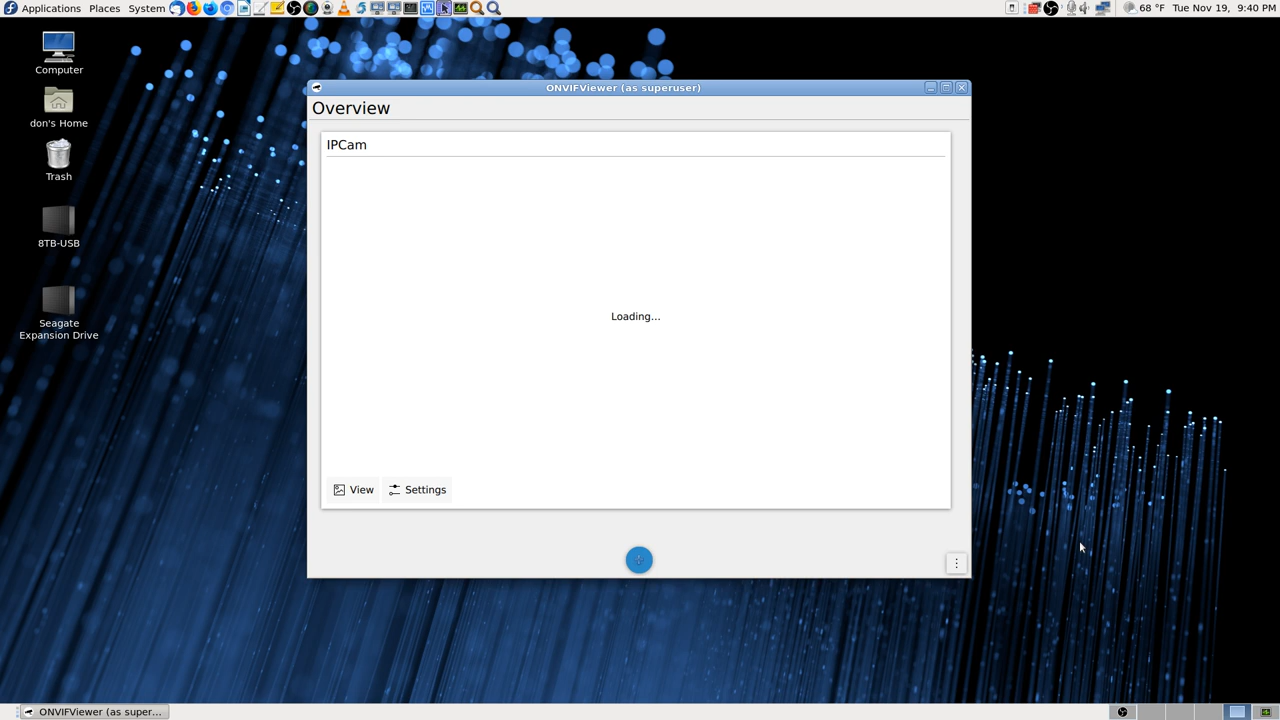 Applications Places System
68 °F Tue Nov 19, 9:40 PM
Computer
don's Home
Trash
8TB-USB
Seagate
Expansion Drive
ONVIFViewer (as superuser)
Overview
IPCam
Loading...
View Settings
ONVIFViewer (as super...